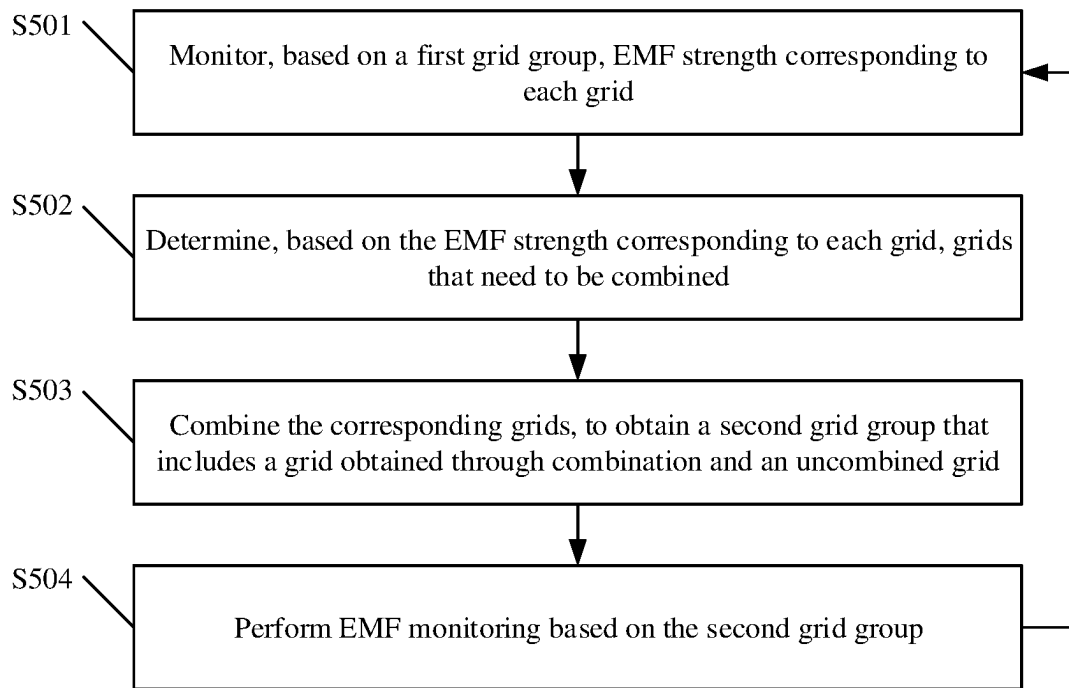 S501
Monitor, based on a first grid group, EMF strength corresponding to
each grid
S502
Determine, based on the EMF strength corresponding to each grid, grids
that need to be combined
S503
Combine the corresponding grids, to obtain a second grid group that
includes a grid obtained through combination and an uncombined grid
S504
Perform EMF monitoring based on the second grid group